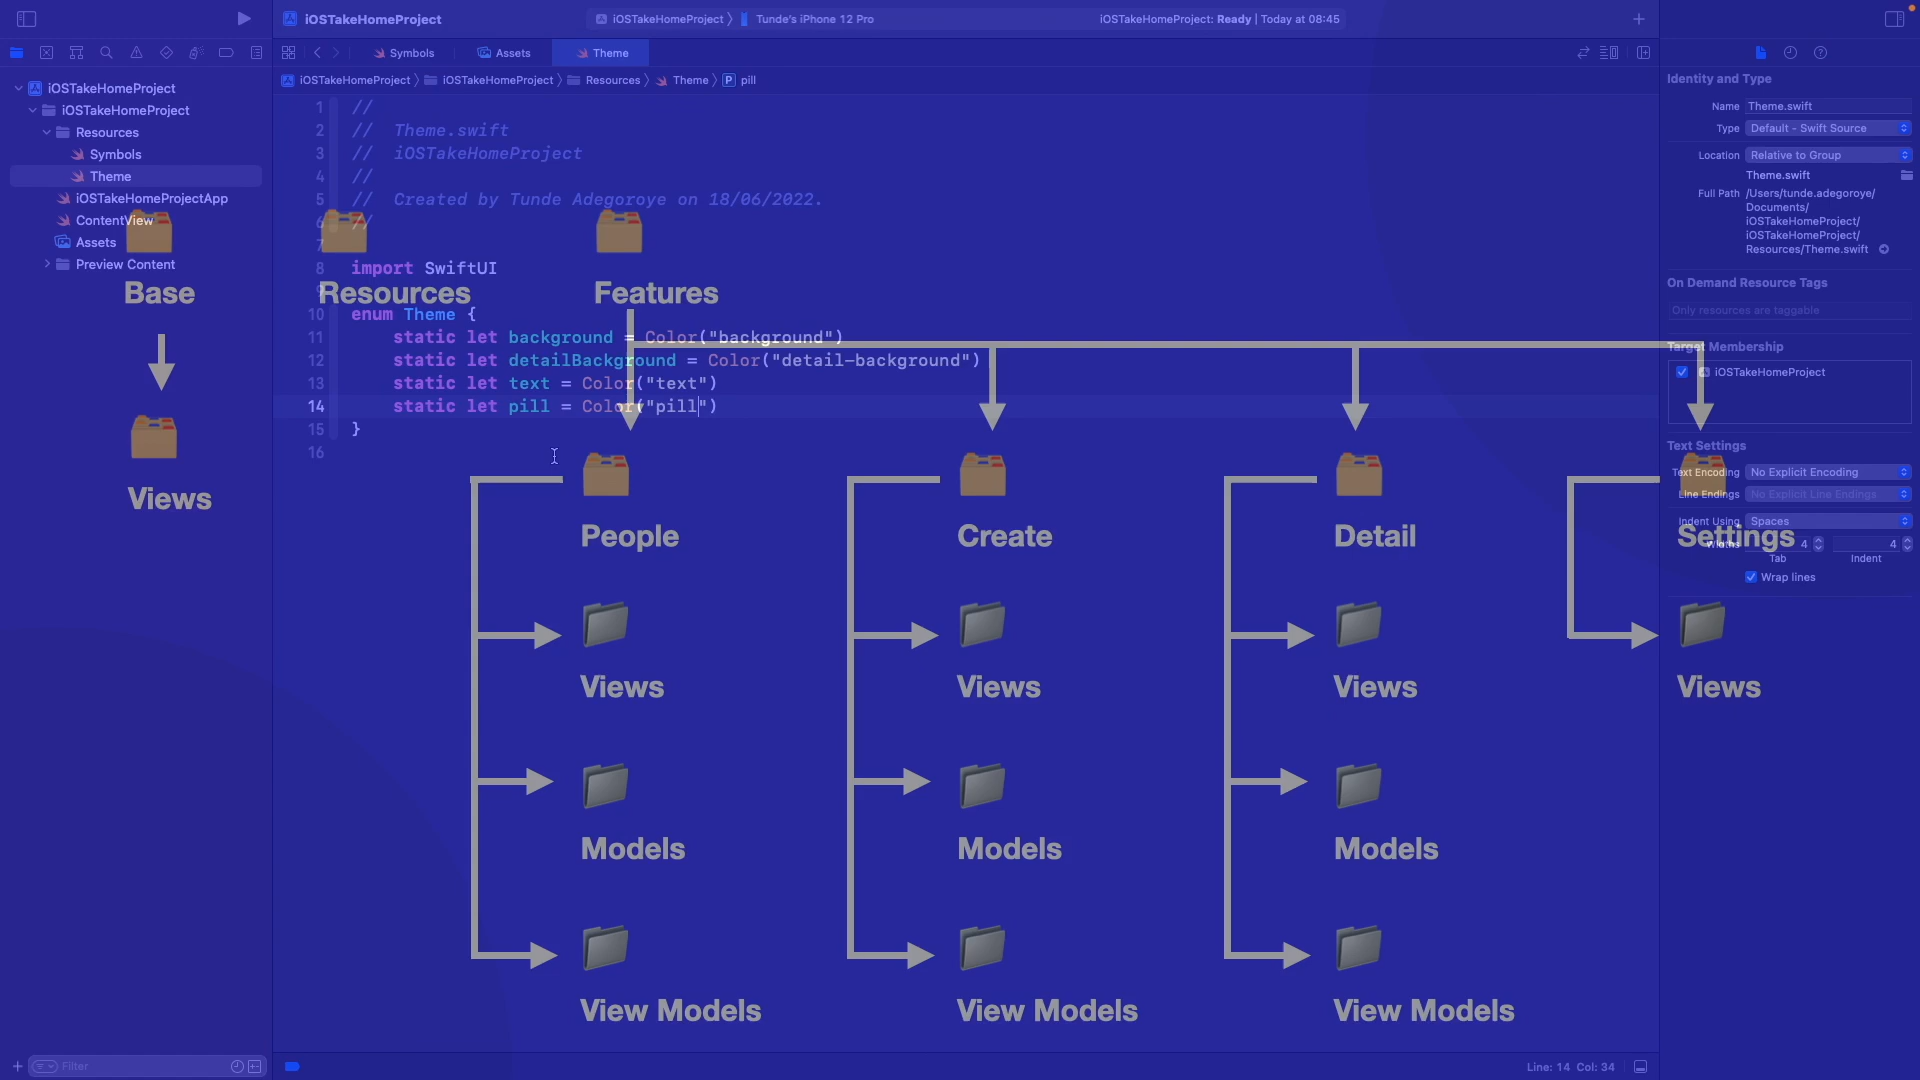 iOSTakeHomeProject
iOSTakeHomeProject
Tunde's iPhone 12 Pro
iOSTakeHomeProject: Ready | Today at 08:45
Symbols
Assets
Theme
iOSTakeHomeProject
iOSTakeHomeProject
Resources
Theme
P pill
iOSTakeHomeProject
iOSTakeHomeProject
Resources
Symbols
Theme
iOSTakeHomeProjectApp
ContentView
Assets
Preview Content
1 //
2 // Theme.swift
3 // iOSTakeHomeProject
4 //
5 // Created by Tunde Adegoroye on 18/06/2022.
6 //
7
8 import SwiftUI
9
10 enum Theme {
11 static let background = Color("background")
12 static let detailBackground = Color("detail-background")
13 static let text = Color("text")
14 static let pill = Color("pill")
15 }
16
Base
Resources
Features
Views
People
Create
Detail
Settings
Views
Views
Views
Views
Models
Models
Models
View Models
View Models
View Models
Identity and Type
Name Theme.swift
Type Default - Swift Source
Location Relative to Group
Theme.swift
Full Path /Users/tunde.adegoroye/
Documents/
iOSTakeHomeProject/
iOSTakeHomeProject/
Resources/Theme.swift
On Demand Resource Tags
Only resources are taggable
Target Membership
iOSTakeHomeProject
Text Settings
Text Encoding No Explicit Encoding
Line Endings No Explicit Line Endings
Indent Using Spaces
Widths 4 4
Tab Indent
Wrap lines
Filter
Line: 14 Col: 34